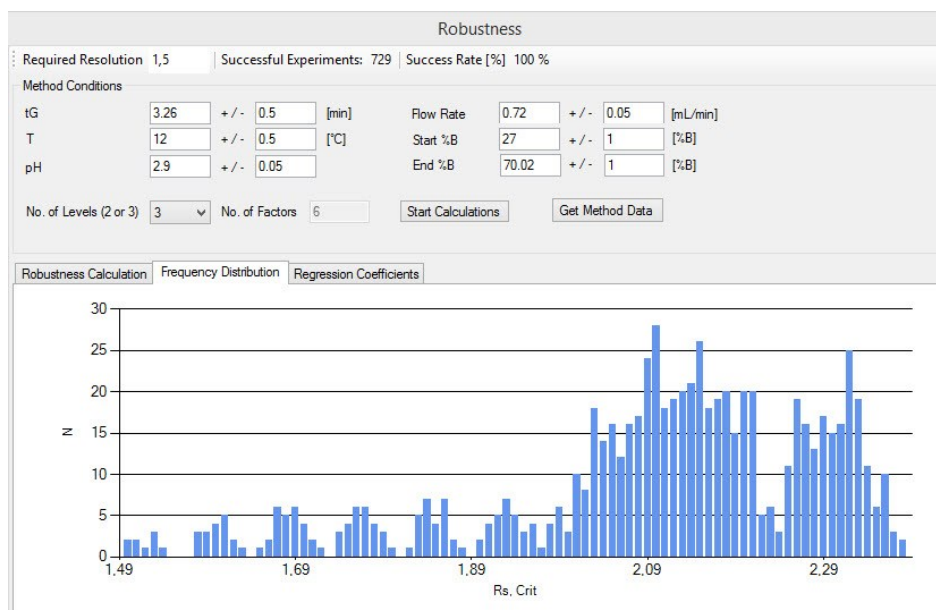 Robustness
Required Resolution 1,5 Successful Experiments: 729 Success Rate [%] 100 %
Method Conditions
tG 3.26 +/- 0.5 [min] Flow Rate 0.72 +/- 0.05 [mL/min]
T 12 +/- 0.5 [°C] Start %B 27 +/- 1 [%B]
pH 2.9 +/- 0.05 End %B 70.02 +/- 1 [%B]
No. of Levels (2 or 3) 3 No. of Factors 6 Start Calculations Get Method Data
Robustness Calculation Frequency Distribution Regression Coefficients
30
25
20
15
10
5
0
N
1,49 1,69 1,89 2,09 2,29
Rs, Crit